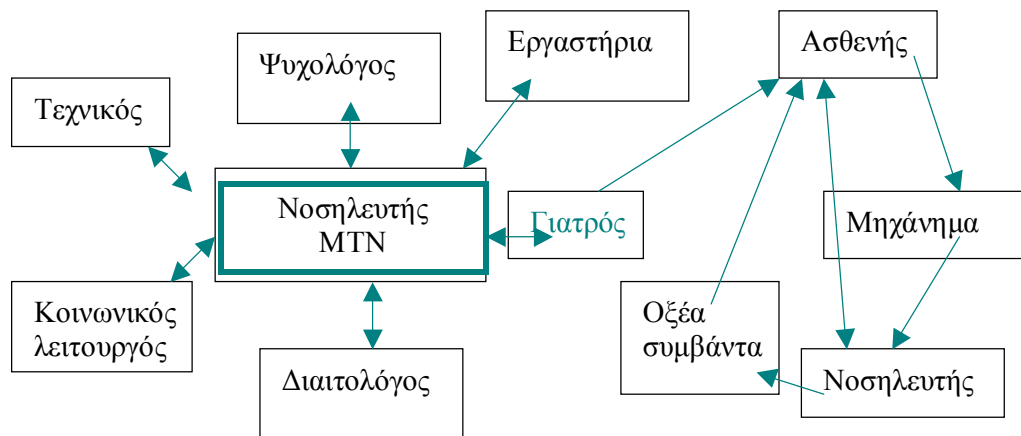 Ψυχολόγος
Εργαστήρια
Ασθενής
Τεχνικός
Νοσηλευτής
ΜΤΝ
Γιατρός
Μηχάνημα
Κοινωνικός
λειτουργός
Διαιτολόγος
Οξέα
συμβάντα
Νοσηλευτής